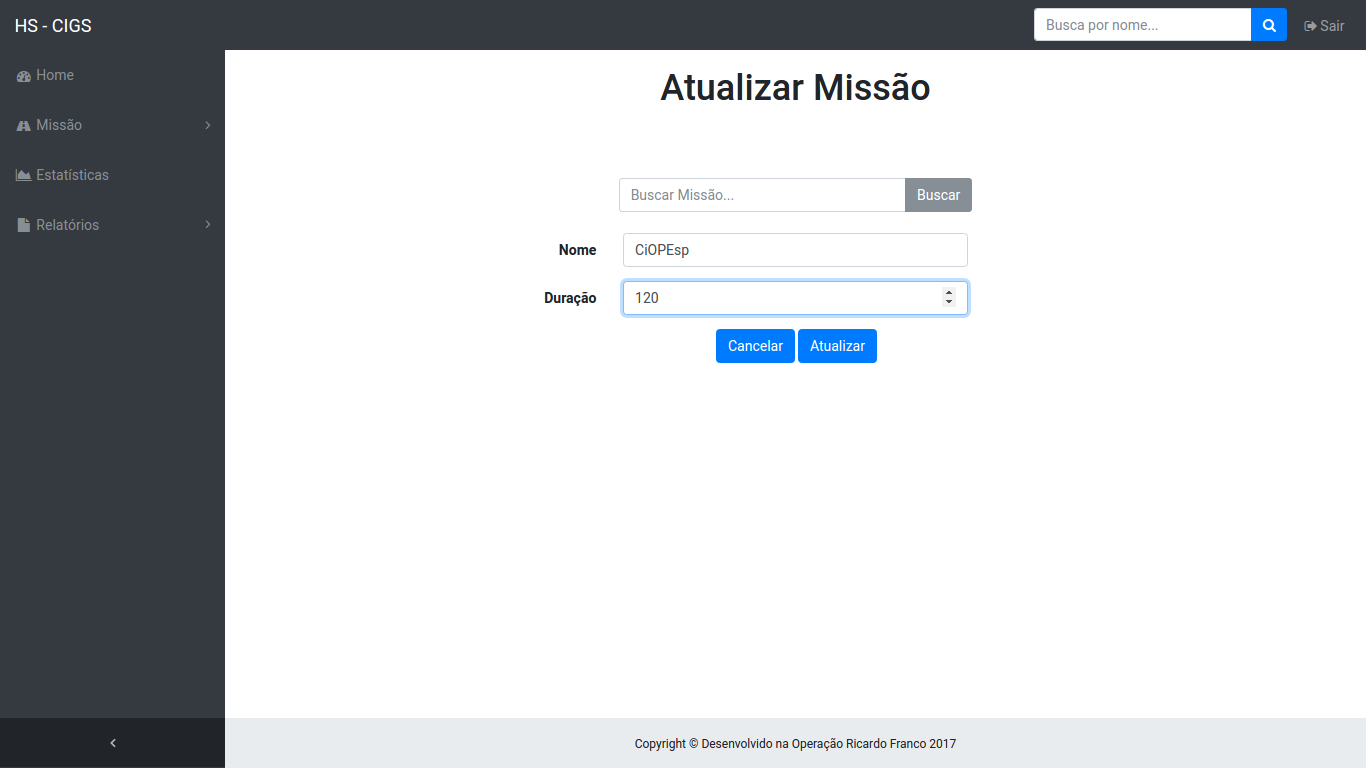 HS - CIGS
Busca por nome...
Sair
Home
Missão
Estatísticas
Relatórios
Atualizar Missão
Buscar Missão...
Buscar
Nome
CiOPEsp
Duração
120
Cancelar
Atualizar
Copyright © Desenvolvido na Operação Ricardo Franco 2017